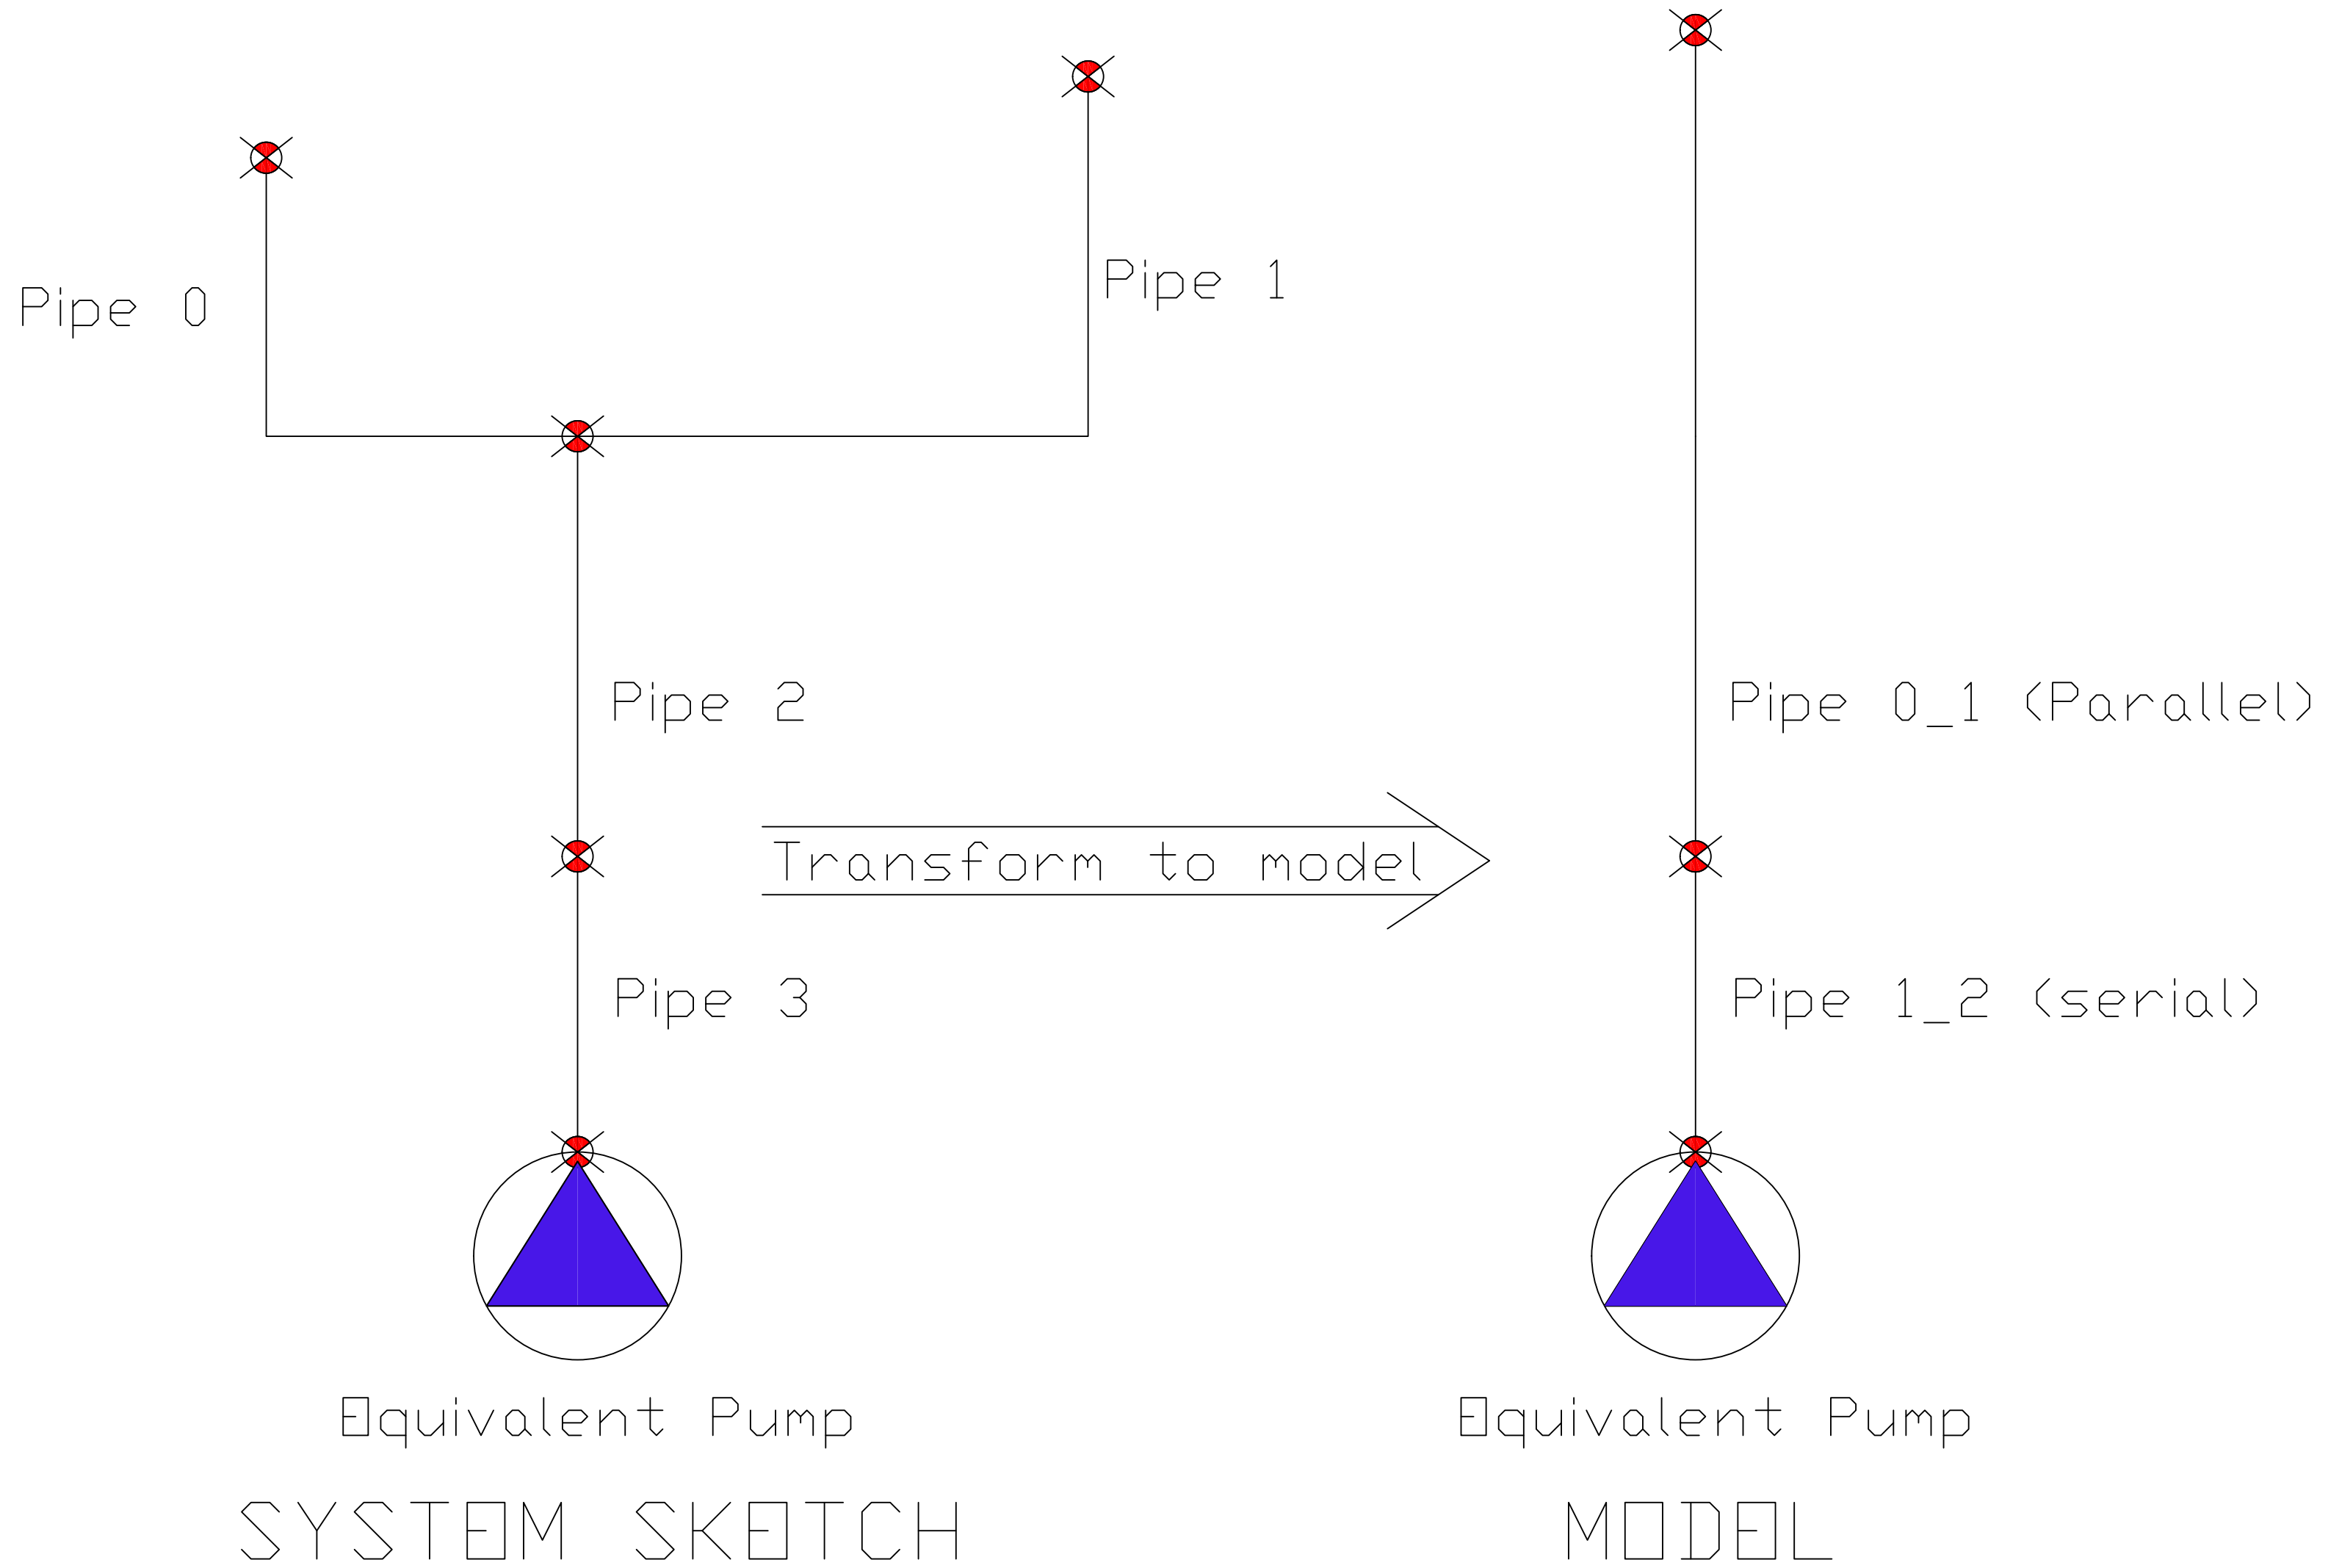 Pipe 0
Pipe 1
Pipe 2
Pipe 3
Transform to model
Pipe 0_1 (Parallel)
Pipe 1_2 (serial)
Equivalent Pump
Equivalent Pump
SYSTEM SKETCH
MODEL